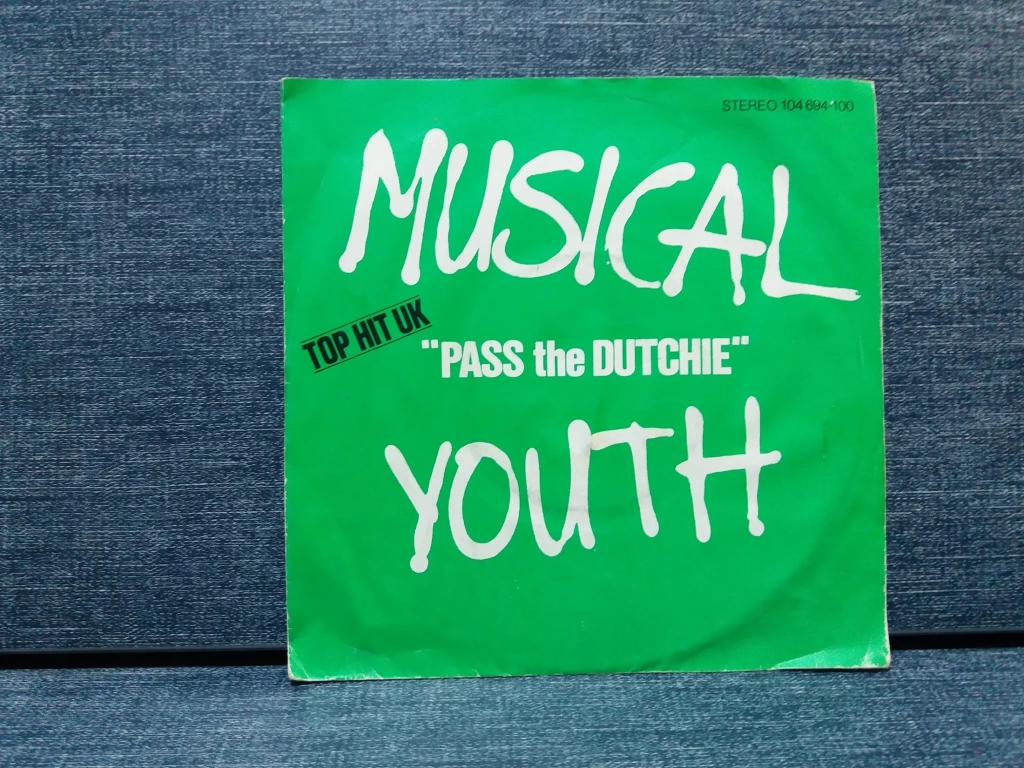 STEREO 104 694-100
MUSICAL
TOP HIT UK
"PASS the DUTCHIE"
YOUTH